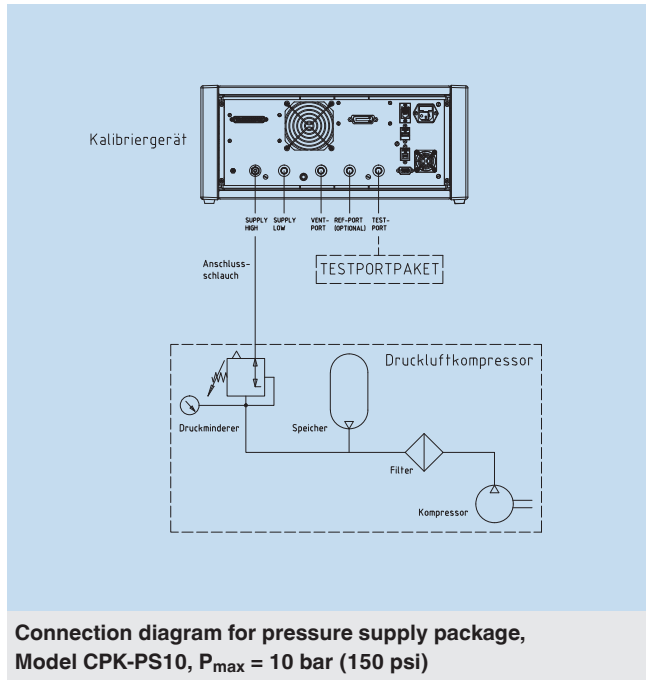 Kalibriergerät
SUPPLY HIGH
SUPPLY LOW
VENT-PORT
REF-PORT (OPTIONAL)
TEST-PORT
Anschluss-
schlauch
TESTPORTPAKET
Druckluftkompressor
Druckminderer
Speicher
Filter
Kompressor
Connection diagram for pressure supply package,
Model CPK-PS10, Pmax = 10 bar (150 psi)